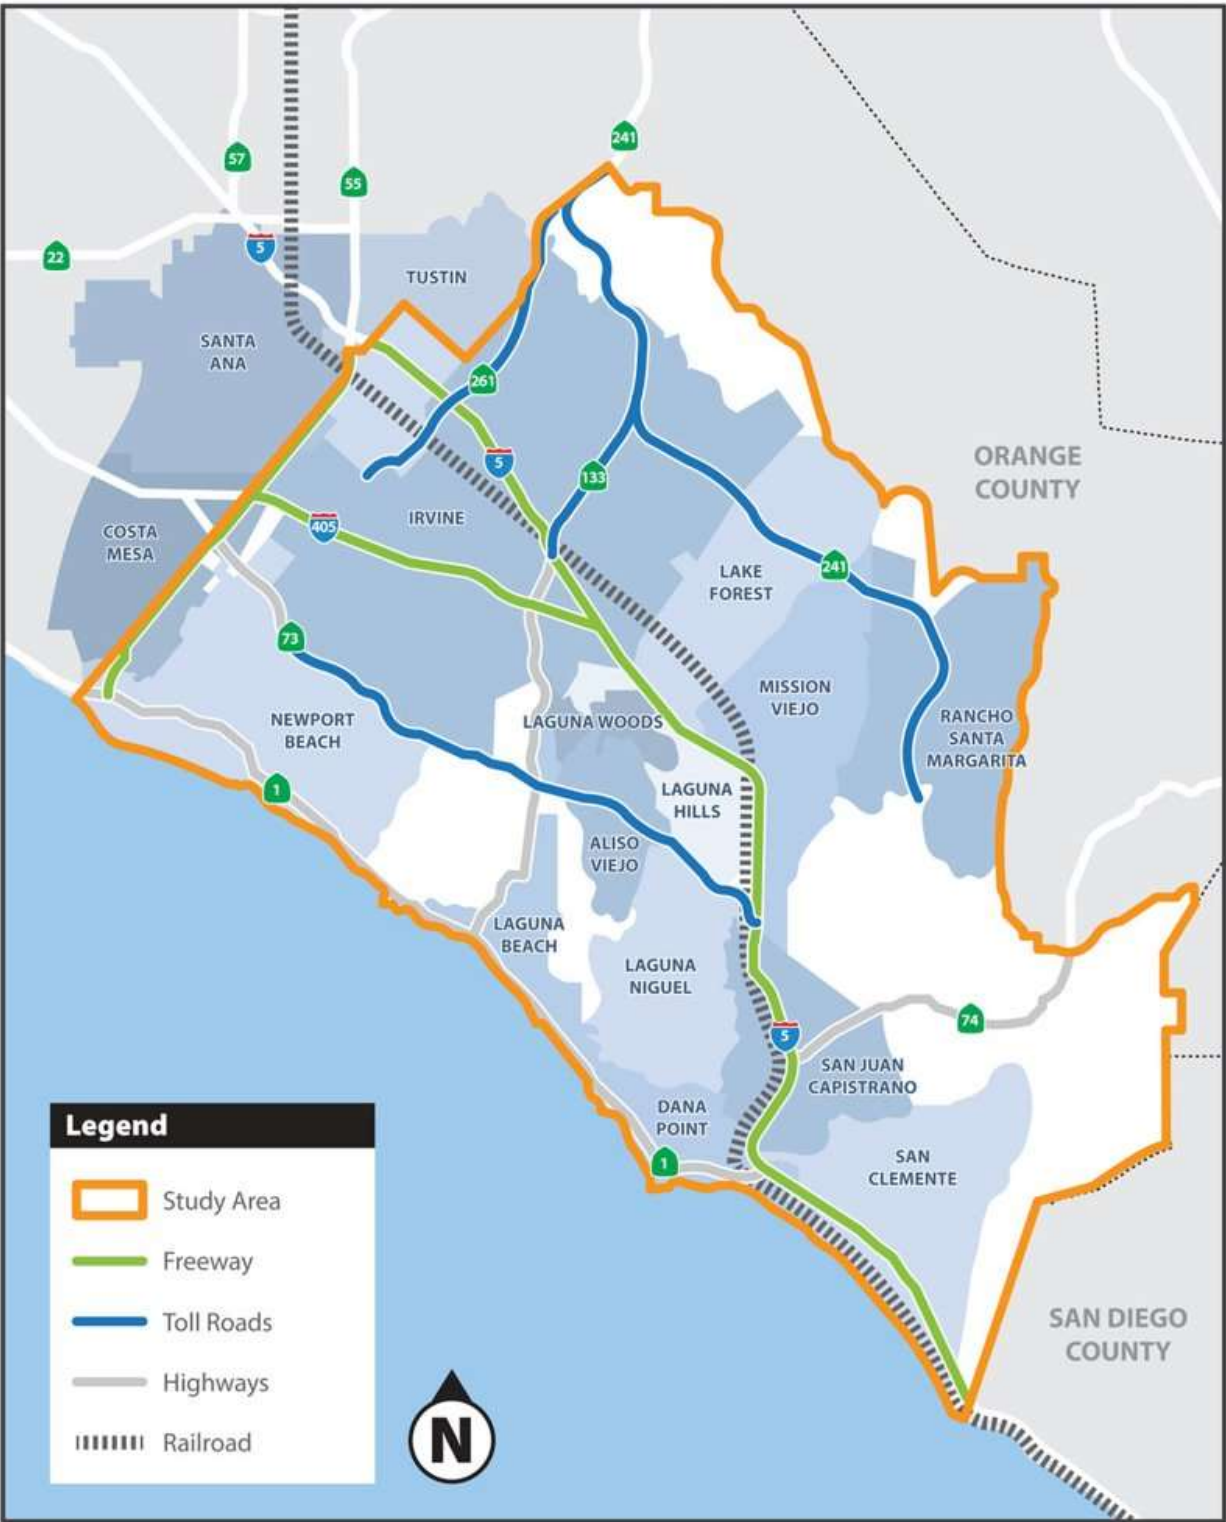 241
57
55
5
22
TUSTIN
SANTA
ANA
261
ORANGE
COUNTY
5
133
405
IRVINE
COSTA
MESA
241
LAKE
FOREST
73
MISSION
VIEJO
NEWPORT
BEACH
LAGUNA WOODS
RANCHO
SANTA
MARGARITA
1
LAGUNA
HILLS
ALISO
VIEJO
LAGUNA
BEACH
LAGUNA
NIGUEL
74
5
SAN JUAN
CAPISTRANO
DANA
POINT
1
SAN
CLEMENTE
SAN DIEGO
COUNTY
Legend
Study Area
Freeway
Toll Roads
Highways
Railroad
N